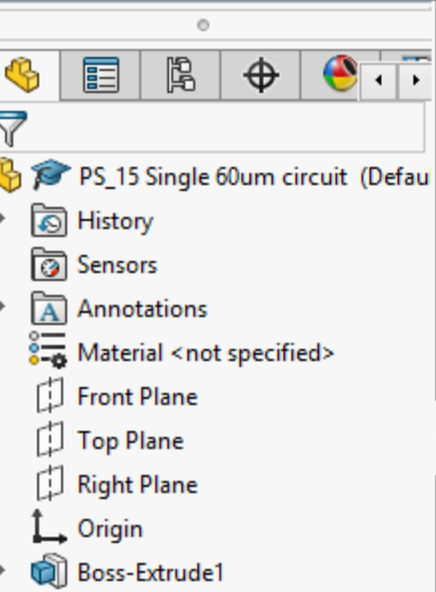 PS_15 Single 60um circuit (Defau
History
Sensors
A Annotations
Material <not specified>
Front Plane
Top Plane
Right Plane
Origin
Boss-Extrude1